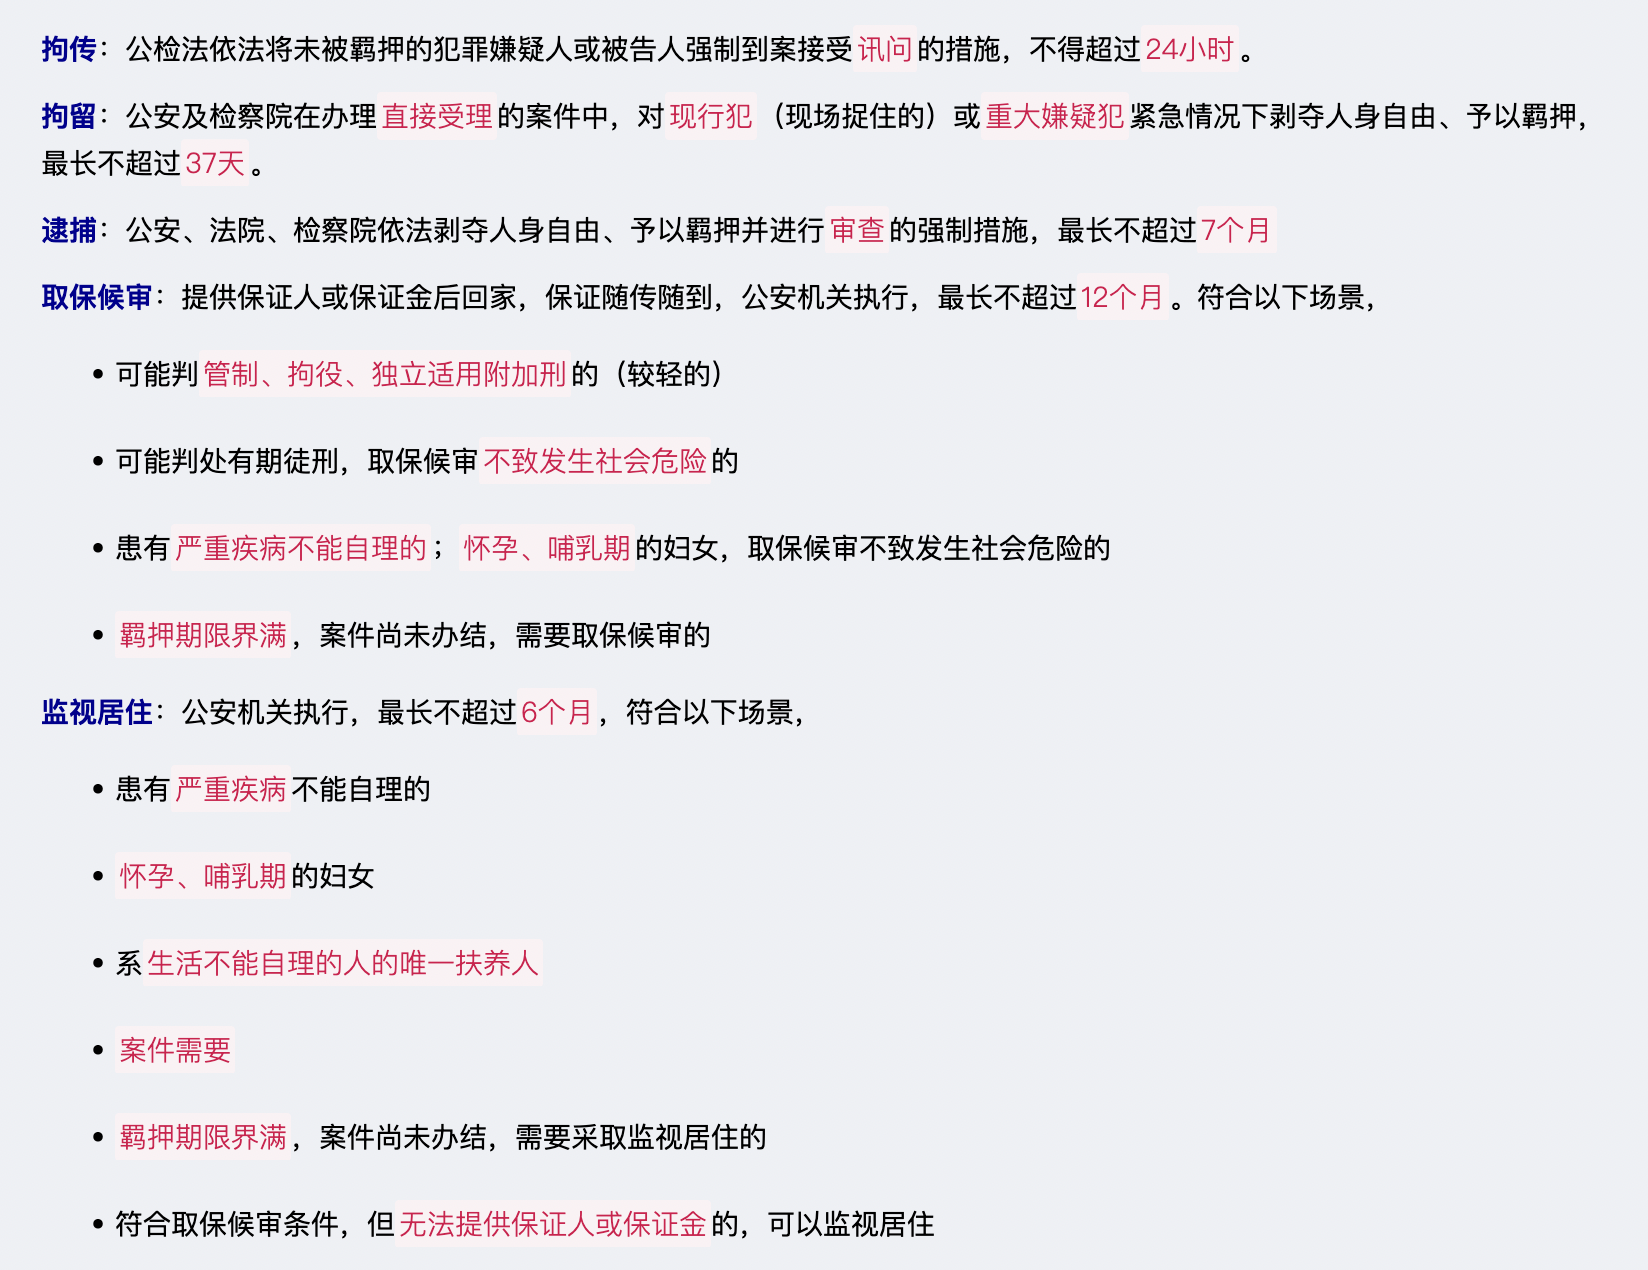 拘传：公检法依法将未被羁押的犯罪嫌疑人或被告人强制到案接受讯问的措施，不得超过24小时。
拘留：公安及检察院在办理直接受理的案件中，对现行犯（现场捉住的）或重大嫌疑犯紧急情况下剥夺人身自由、予以羁押，
最长不超过37天。
逮捕：公安、法院、检察院依法剥夺人身自由、予以羁押并进行审查的强制措施，最长不超过7个月
取保候审：提供保证人或保证金后回家，保证随传随到，公安机关执行，最长不超过12个月。符合以下场景，
• 可能判管制、拘役、独立适用附加刑的（较轻的）
• 可能判处有期徒刑，取保候审不致发生社会危险的
• 患有严重疾病不能自理的；怀孕、哺乳期的妇女，取保候审不致发生社会危险的
• 羁押期限界满，案件尚未办结，需要取保候审的
监视居住：公安机关执行，最长不超过6个月，符合以下场景，
• 患有严重疾病不能自理的
• 怀孕、哺乳期的妇女
• 系生活不能自理的人的唯一扶养人
• 案件需要
• 羁押期限界满，案件尚未办结，需要采取监视居住的
• 符合取保候审条件，但无法提供保证人或保证金的，可以监视居住